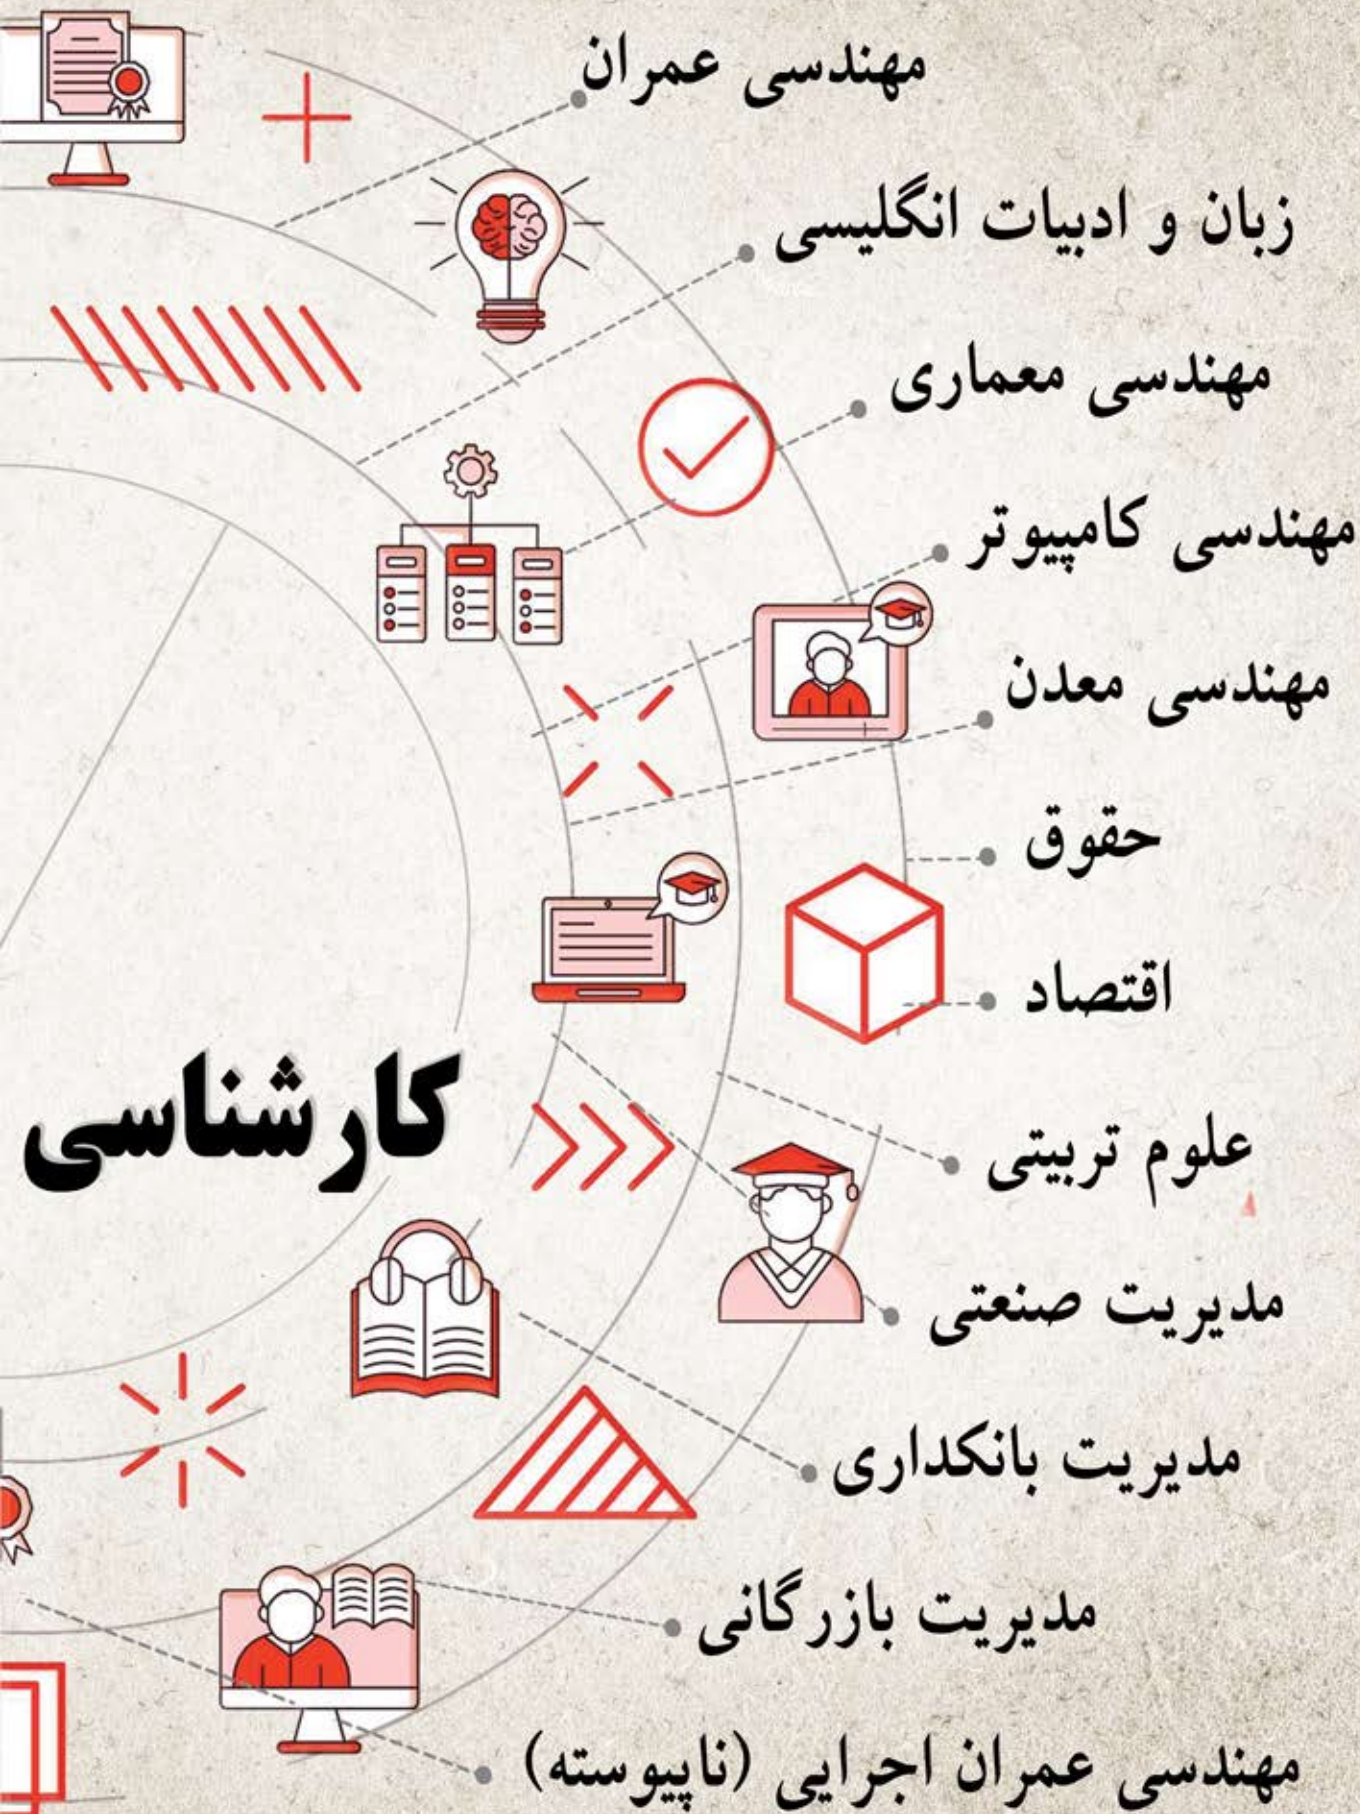 مهندسی عمران
زبان و ادبیات انگلیسی
مهندسی معماری
مهندسی کامپیوتر
مهندسی معدن
حقوق
اقتصاد
کارشناسی
علوم تربیتی
مدیریت صنعتی
مدیریت بانکداری
مدیریت بازرگانی
مهندسی عمران اجرایی (ناپیوسته)